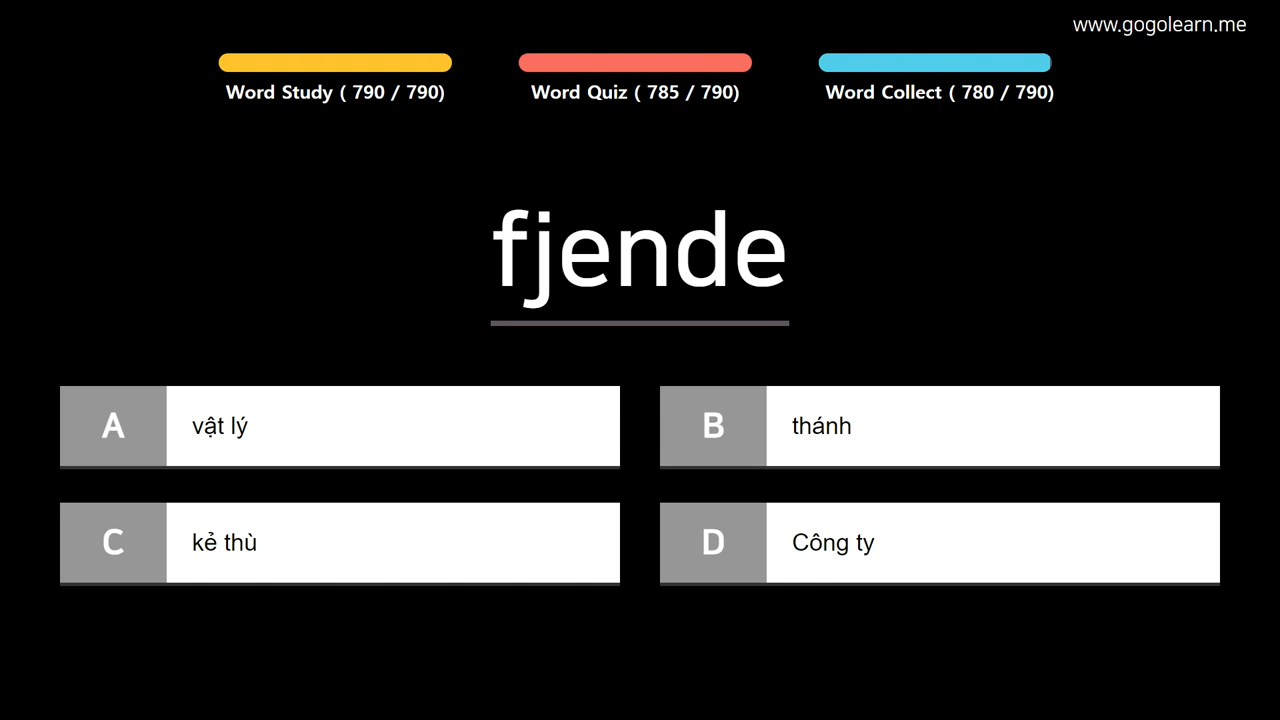 www.gogolearn.me
Word Study ( 790 / 790)
Word Quiz ( 785 / 790)
Word Collect ( 780 / 790)
fjende
A vật lý
B thánh
C kẻ thù
D Công ty